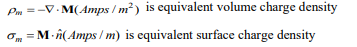 ρₘ = −∇ · M(Amps / m²) is equivalent volume charge density
σₘ = M · n̂(Amps / m) is equivalent surface charge density